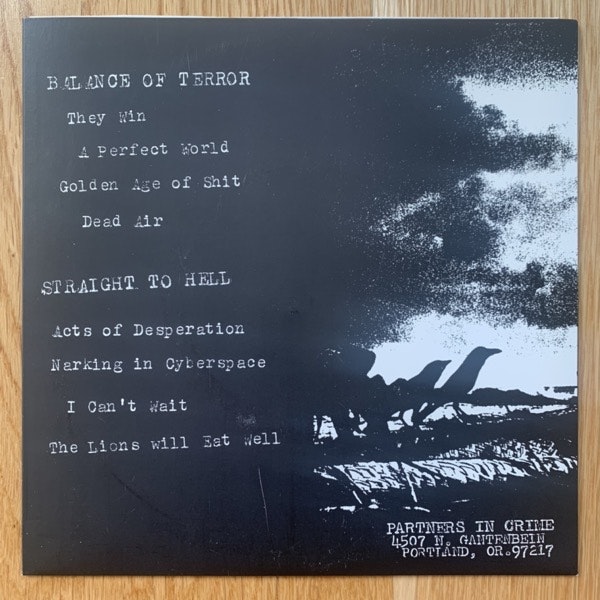 BALANCE OF TERROR
They Win
A Perfect World
Golden Age of Shit
Dead Air
STRAIGHT TO HELL
Acts of Desperation
Narking in Cyberspace
I Can't Wait
The Lions will Eat Well
PARTNERS IN CRIME
4507 N. GANTENBEIN
PORTLAND, OR.97217